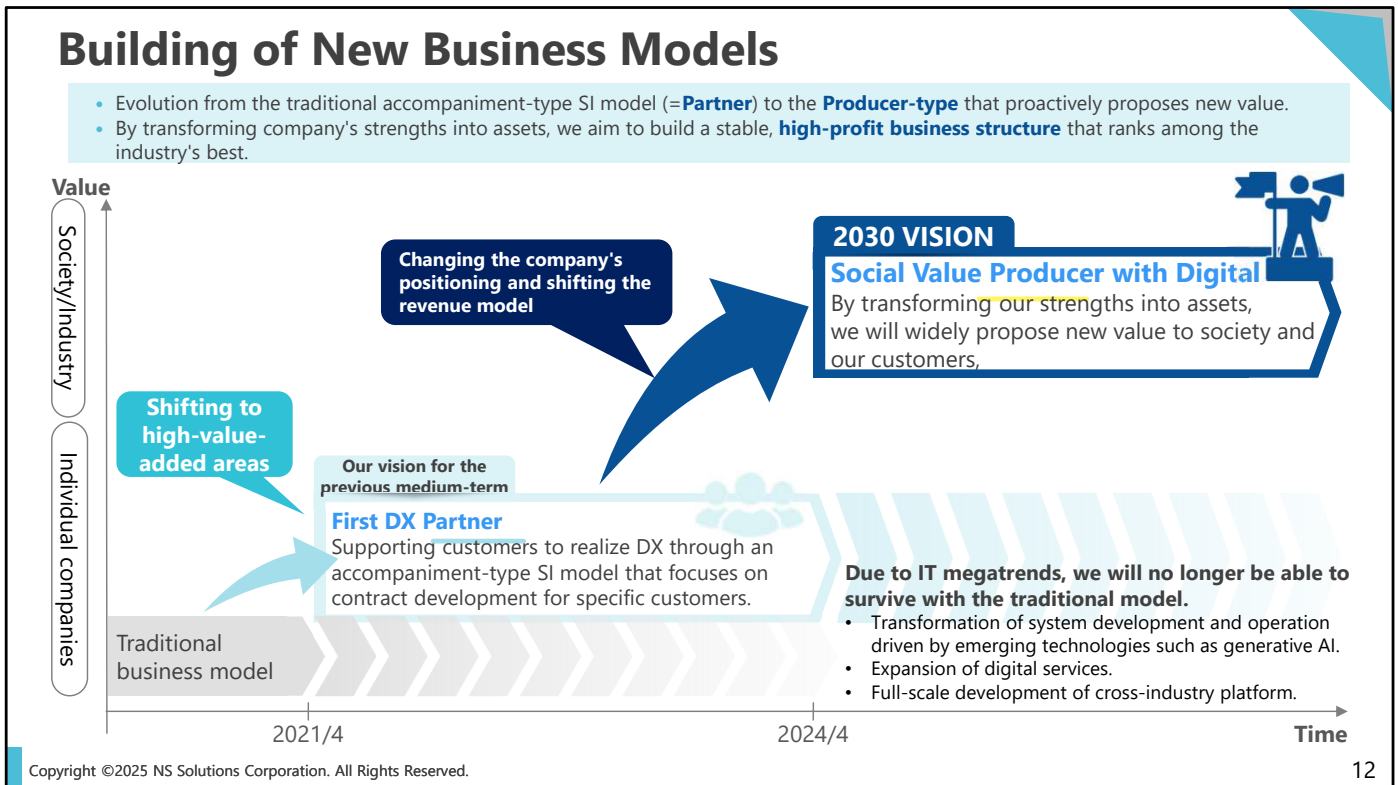 Building of New Business Models
• Evolution from the traditional accompaniment-type SI model (=Partner) to the Producer-type that proactively proposes new value.
• By transforming company's strengths into assets, we aim to build a stable, high-profit business structure that ranks among the
industry's best.
Value
Society/Industry
Individual companies
Changing the company's
positioning and shifting the
revenue model
2030 VISION
Social Value Producer with Digital
By transforming our strengths into assets,
we will widely propose new value to society and
our customers,
Shifting to
high-value-
added areas
Our vision for the
previous medium-term
First DX Partner
Supporting customers to realize DX through an
accompaniment-type SI model that focuses on
contract development for specific customers.
Traditional
business model
Due to IT megatrends, we will no longer be able to
survive with the traditional model.
• Transformation of system development and operation
driven by emerging technologies such as generative AI.
• Expansion of digital services.
• Full-scale development of cross-industry platform.
2021/4
2024/4
Time
Copyright ©2025 NS Solutions Corporation. All Rights Reserved.
12